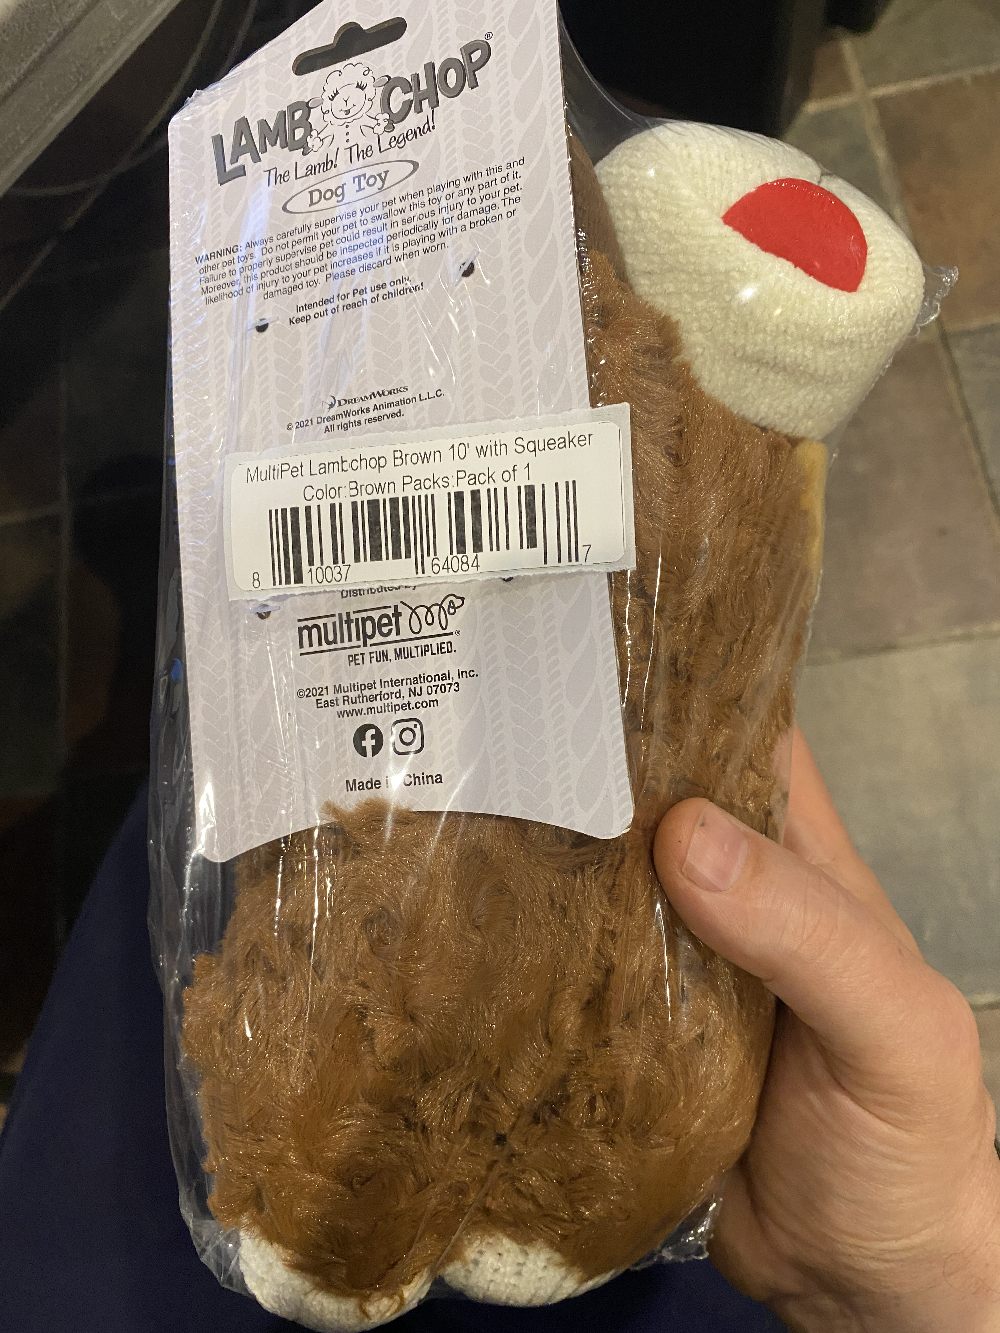 LAMB CHOP®
The Lamb! The Legend!
Dog Toy
WARNING: Always carefully supervise your pet when playing with this and
other pet toys. Do not permit your pet to swallow this toy or any part of it.
Failure to properly supervise pet could result in serious injury to your pet.
Moreover, this product should be inspected periodically for damage. The
likelihood of injury to your pet increases if it is playing with a broken or
damaged toy. Please discard when worn.
Intended for Pet use only.
Keep out of reach of children!
DREAMWORKS
© 2021 DreamWorks Animation L.L.C.
All rights reserved.
MultiPet Lambchop Brown 10' with Squeaker
Color:Brown Packs:Pack of 1
8 10037 64084 7
Distributed by
multipet®
PET FUN, MULTIPLIED.
©2021 Multipet International, Inc.
East Rutherford, NJ 07073
www.multipet.com
Made in China